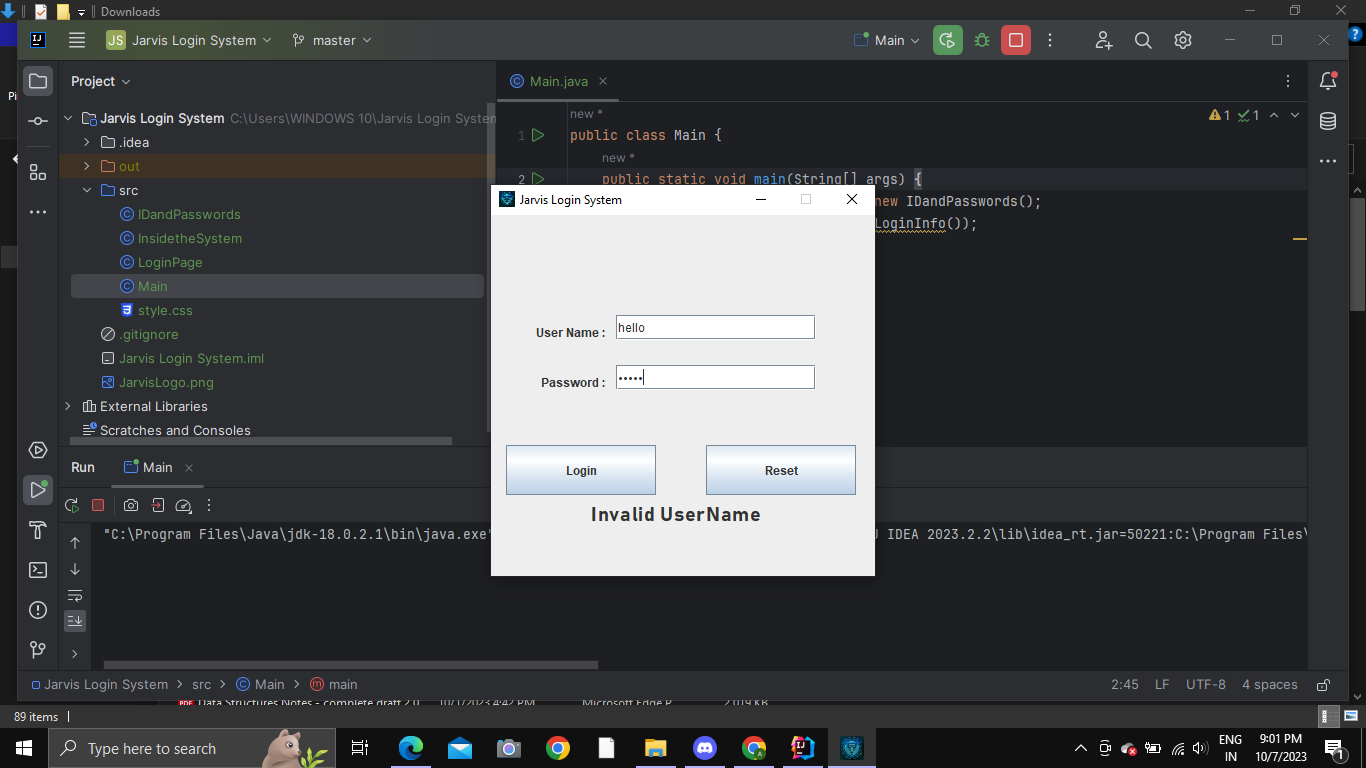 Downloads
JS Jarvis Login System master Main
Project
Main.java
Jarvis Login System C:\Users\WINDOWS 10\Jarvis Login System
.idea
out
src
IDandPasswords
InsidetheSystem
LoginPage
Main
style.css
.gitignore
Jarvis Login System.iml
JarvisLogo.png
External Libraries
Scratches and Consoles
new *
1 public class Main {
new *
2 public static void main(String[] args) {
new IDandPasswords();
LoginInfo());
1 1
Jarvis Login System
User Name :
hello
Password :
•••••
Login
Reset
Invalid UserName
Run Main
"C:\Program Files\Java\jdk-18.0.2.1\bin\java.exe"
IDEA 2023.2.2\lib\idea_rt.jar=50221:C:\Program Files\
Jarvis Login System > src > Main > main
2:45 LF UTF-8 4 spaces
PDF Data Structures Notes - complete draft 2.0 10/1/2023 4:42 PM Microsoft Edge P... 2,019 KB
89 items
Type here to search
ENG
IN
9:01 PM
10/7/2023
1